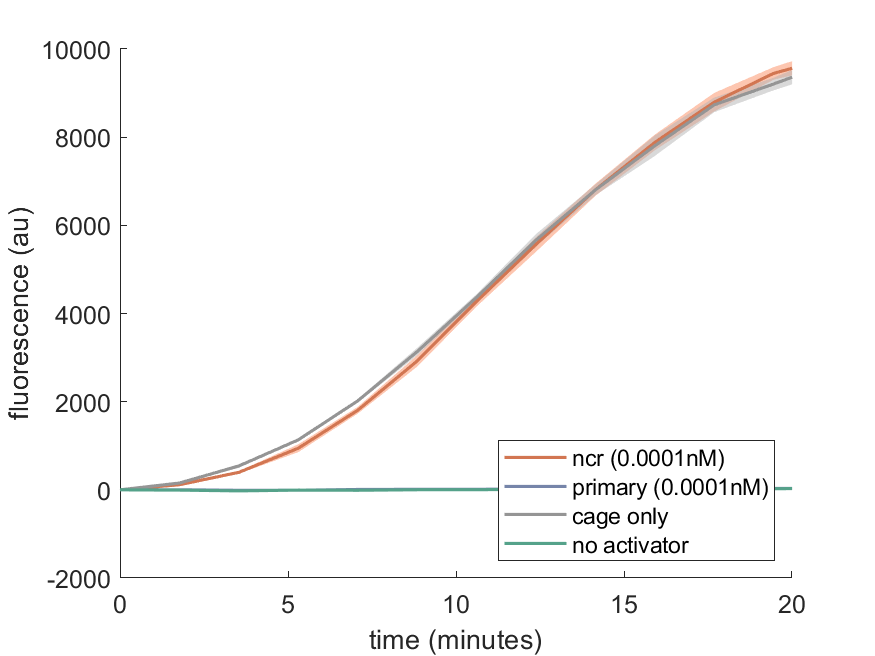 10000
8000
6000
4000
2000
0
-2000
fluorescence (au)
ncr (0.0001nM)
primary (0.0001nM)
cage only
no activator
0 5 10 15 20
time (minutes)